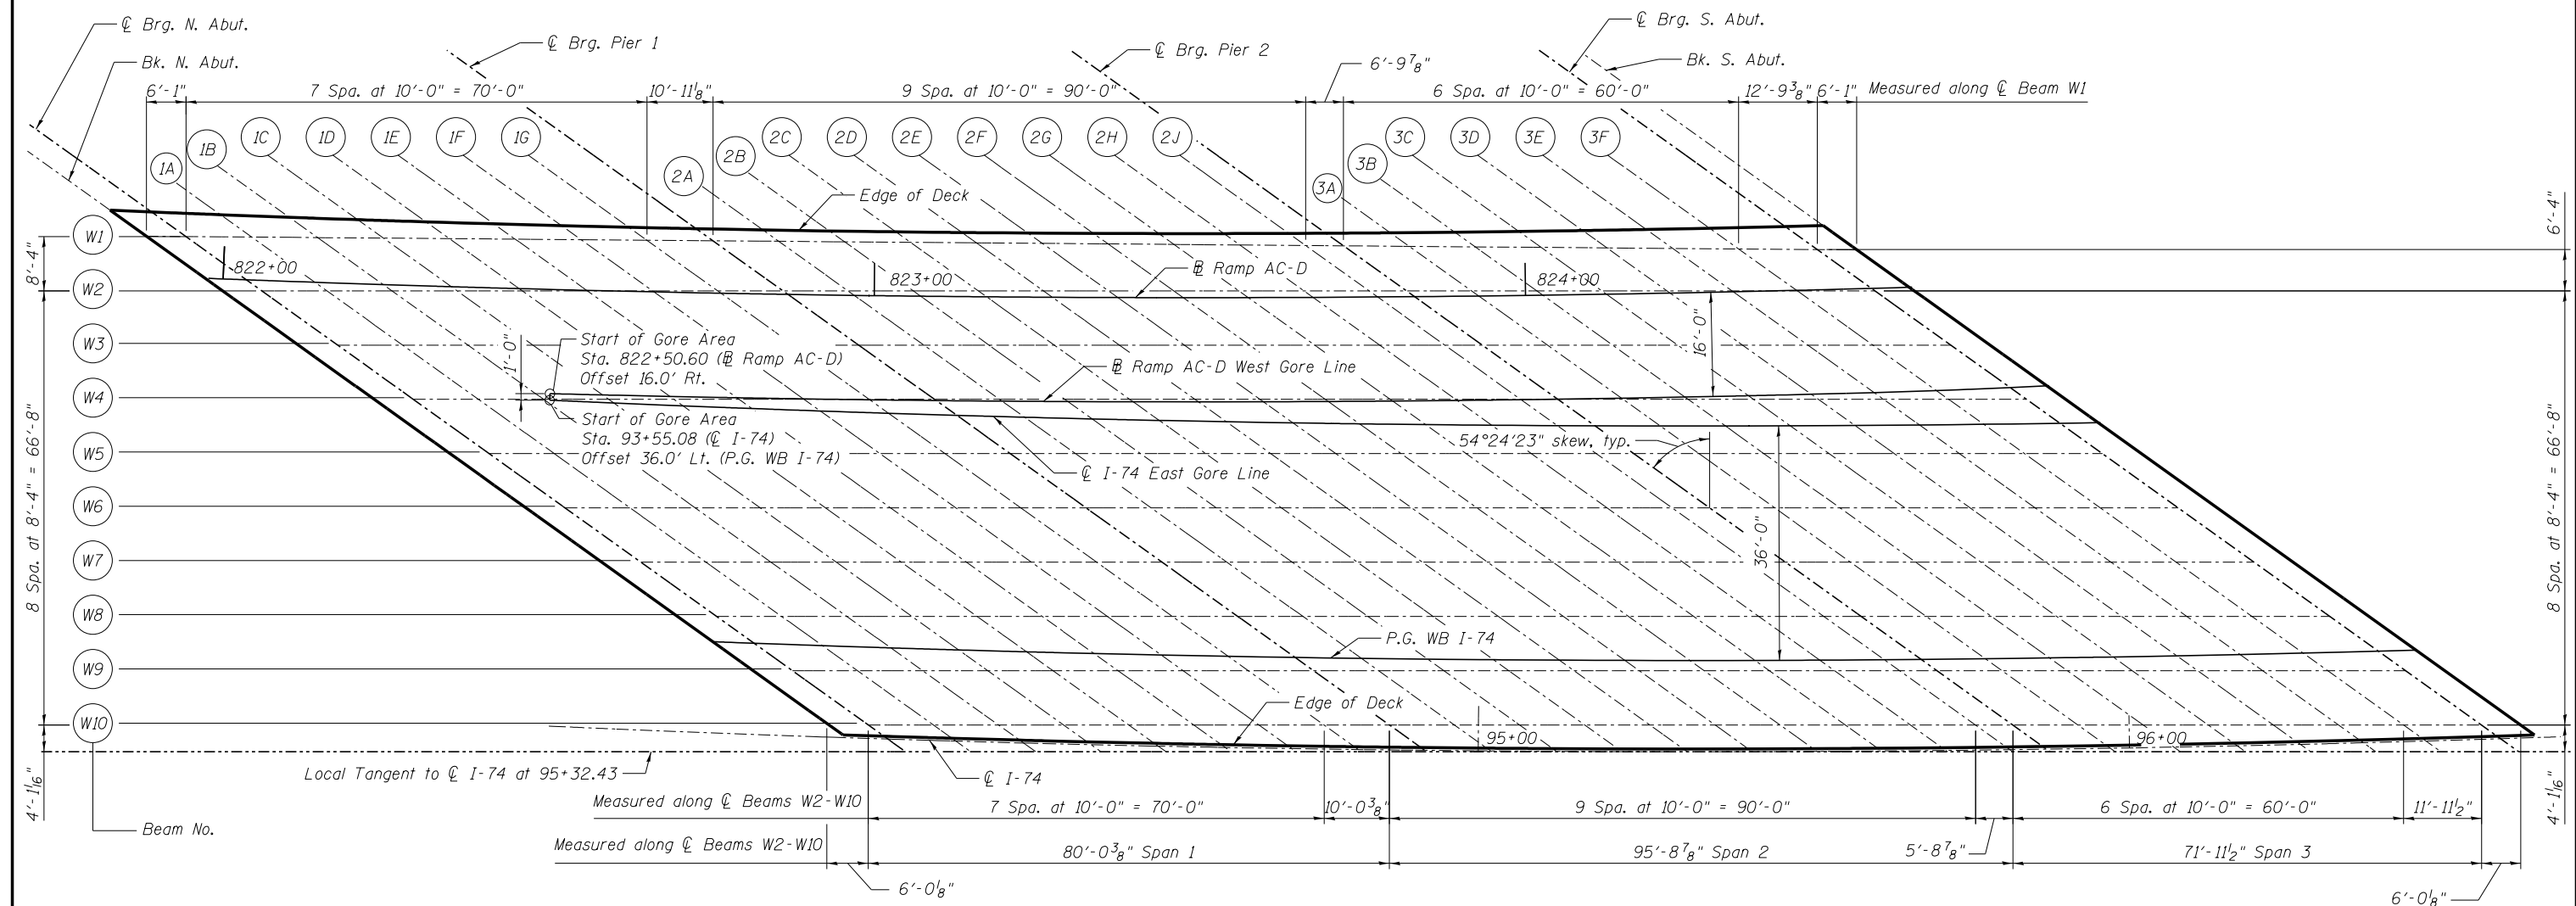 ℄ Brg. N. Abut.
Bk. N. Abut.
℄ Brg. Pier 1
℄ Brg. Pier 2
℄ Brg. S. Abut.
Bk. S. Abut.
6'-1"
7 Spa. at 10'-0" = 70'-0"
10'-11⅛"
9 Spa. at 10'-0" = 90'-0"
6'-9⅞"
6 Spa. at 10'-0" = 60'-0"
12'-9⅜"
6'-1"
Measured along ℄ Beam W1
1A
1B
1C
1D
1E
1F
1G
2A
2B
2C
2D
2E
2F
2G
2H
2J
3A
3B
3C
3D
3E
3F
Edge of Deck
6'-4"
8'-4"
W1
W2
W3
W4
W5
W6
W7
W8
W9
W10
822+00
823+00
824+00
⅊ Ramp AC-D
16'-0"
1'-0"
Start of Gore Area
Sta. 822+50.60 (⅊ Ramp AC-D)
Offset 16.0' Rt.
⅊ Ramp AC-D West Gore Line
Start of Gore Area
Sta. 93+55.08 (℄ I-74)
Offset 36.0' Lt. (P.G. WB I-74)
54°24'23" skew, typ.
℄ I-74 East Gore Line
36'-0"
8 Spa. at 8'-4" = 66'-8"
8 Spa. at 8'-4" = 66'-8"
P.G. WB I-74
Edge of Deck
95+00
96+00
Local Tangent to ℄ I-74 at 95+32.43
℄ I-74
4'-1 1/16"
4'-1 1/16"
Beam No.
Measured along ℄ Beams W2-W10
7 Spa. at 10'-0" = 70'-0"
10'-0⅜"
9 Spa. at 10'-0" = 90'-0"
5'-8⅞"
6 Spa. at 10'-0" = 60'-0"
11'-11½"
Measured along ℄ Beams W2-W10
6'-0⅛"
80'-0⅜" Span 1
95'-8⅞" Span 2
71'-11½" Span 3
6'-0⅛"